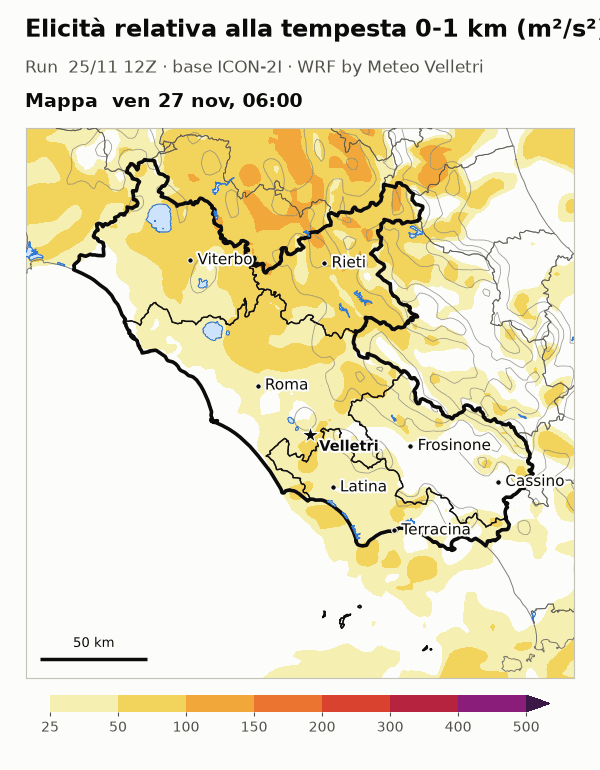 Elicità relativa alla tempesta 0-1 km (m²/s²)
Run 25/11 12Z · base ICON-2I · WRF by Meteo Velletri
Mappa ven 27 nov, 06:00
Viterbo
Rieti
Roma
Velletri
Frosinone
Cassino
Latina
Terracina
50 km
25 50 100 150 200 300 400 500